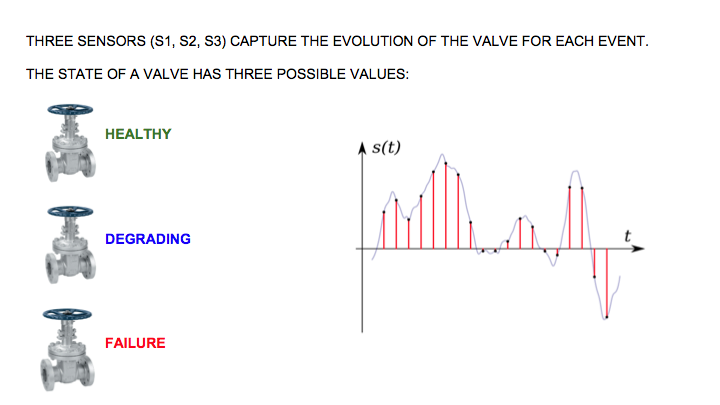 THREE SENSORS (S1, S2, S3) CAPTURE THE EVOLUTION OF THE VALVE FOR EACH EVENT.
THE STATE OF A VALVE HAS THREE POSSIBLE VALUES:
HEALTHY
s(t)
DEGRADING
t
FAILURE